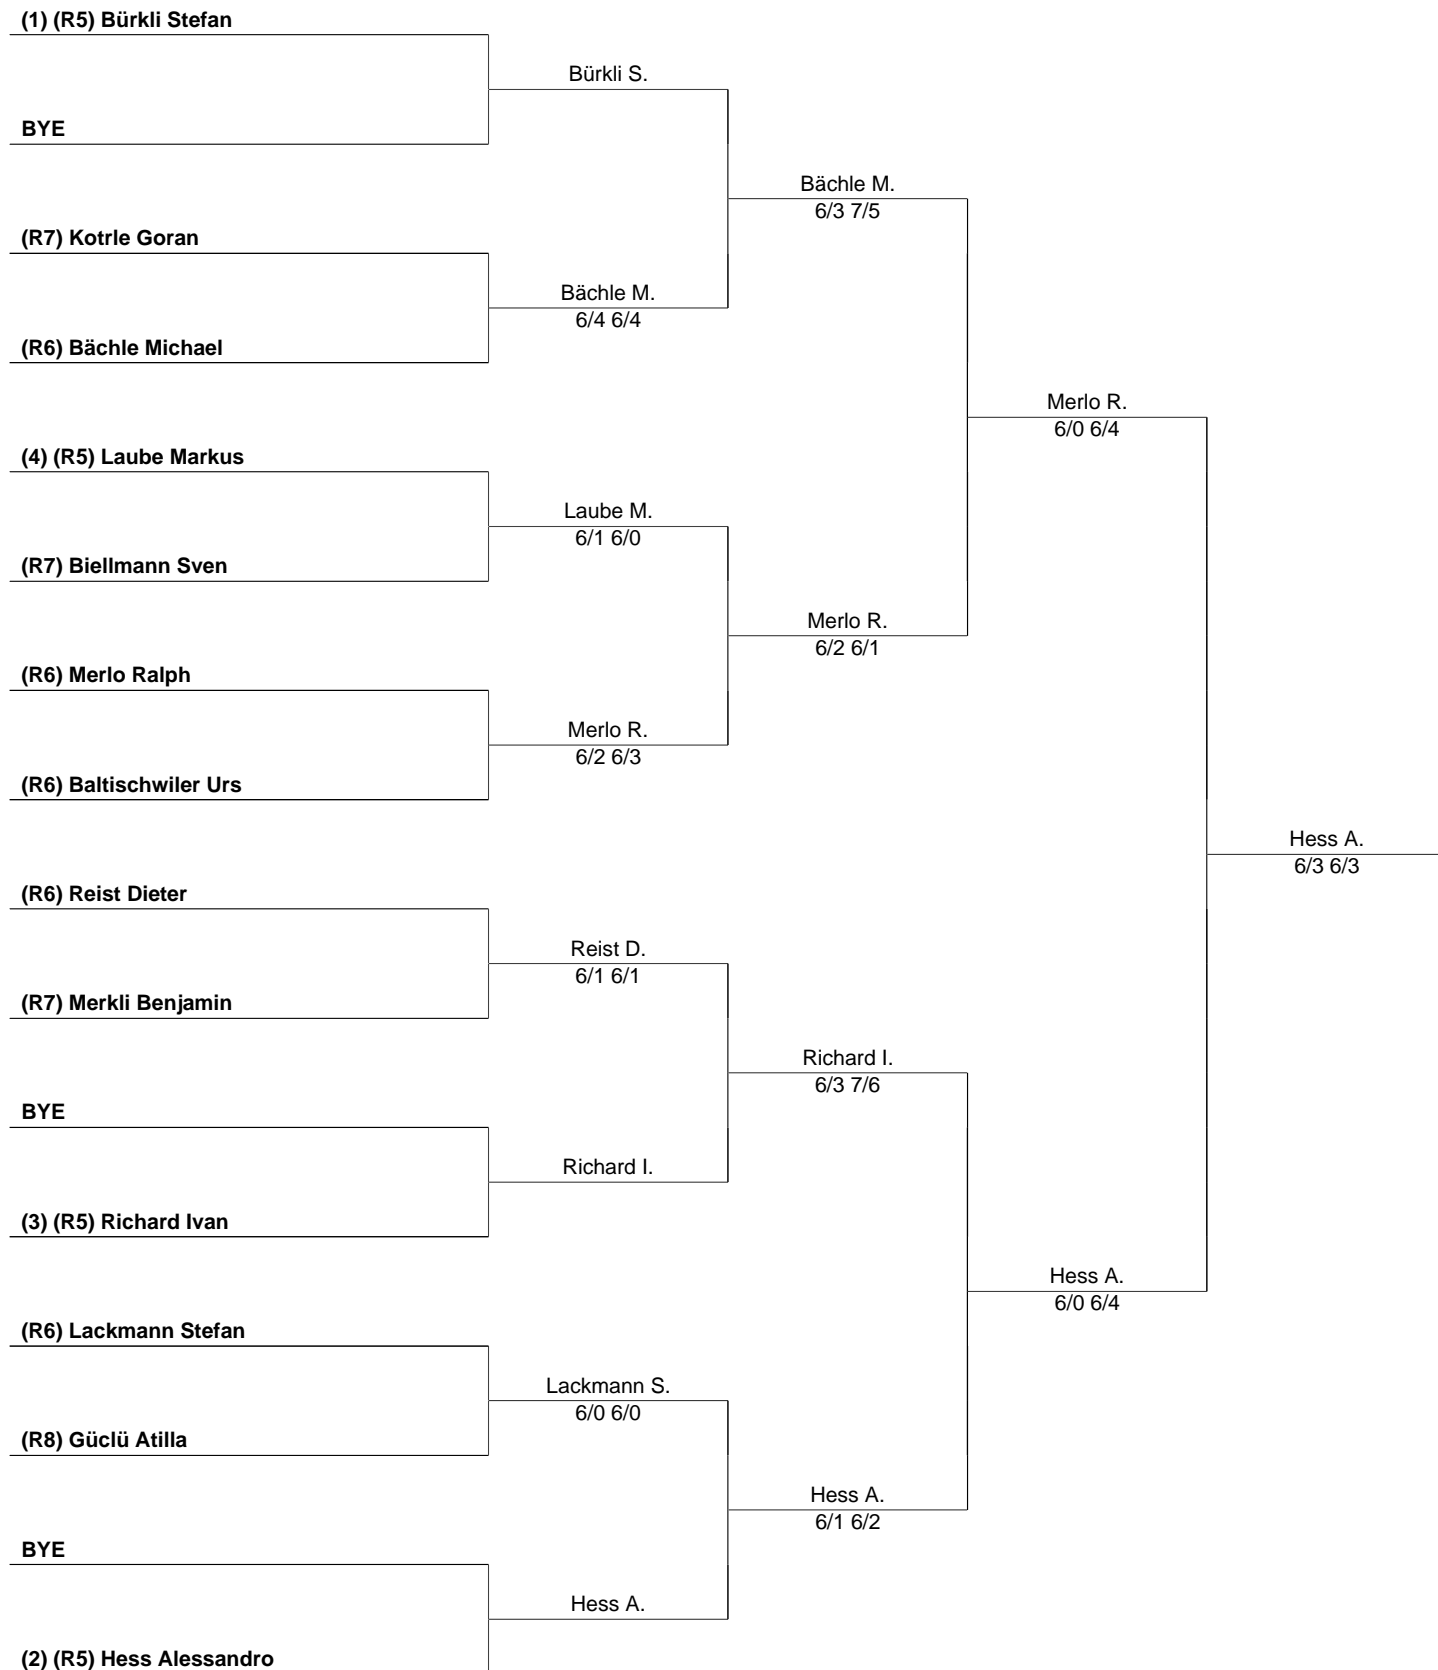 (1) (R5) Bürkli Stefan
Bürkli S.
BYE
Bächle M.
6/3 7/5
(R7) Kotrle Goran
Bächle M.
6/4 6/4
(R6) Bächle Michael
Merlo R.
6/0 6/4
(4) (R5) Laube Markus
Laube M.
6/1 6/0
(R7) Biellmann Sven
Merlo R.
6/2 6/1
(R6) Merlo Ralph
Merlo R.
6/2 6/3
(R6) Baltischwiler Urs
Hess A.
6/3 6/3
(R6) Reist Dieter
Reist D.
6/1 6/1
(R7) Merkli Benjamin
Richard I.
6/3 7/6
BYE
Richard I.
(3) (R5) Richard Ivan
Hess A.
6/0 6/4
(R6) Lackmann Stefan
Lackmann S.
6/0 6/0
(R8) Güclü Atilla
Hess A.
6/1 6/2
BYE
Hess A.
(2) (R5) Hess Alessandro